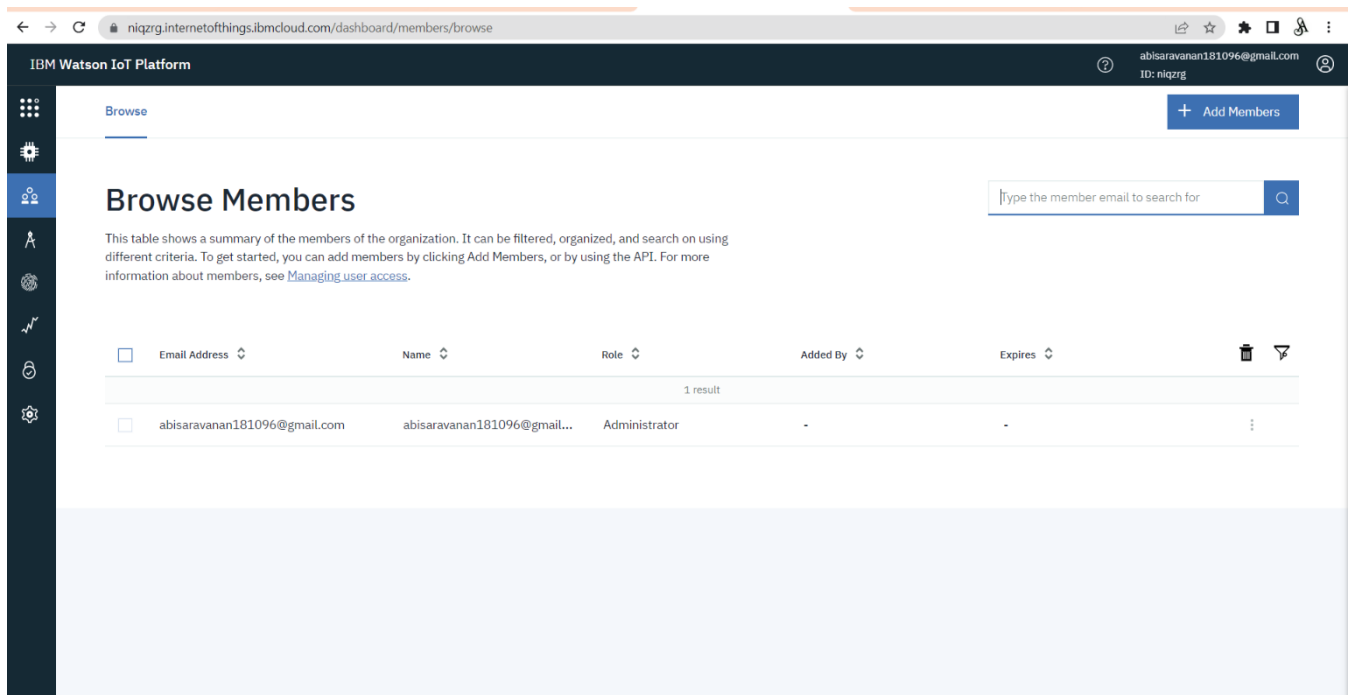 niqzrg.internetofthings.ibmcloud.com/dashboard/members/browse
IBM Watson IoT Platform
abisaravanan181096@gmail.com
ID: niqzrg
Browse
+ Add Members
Browse Members
Type the member email to search for
This table shows a summary of the members of the organization. It can be filtered, organized, and search on using
different criteria. To get started, you can add members by clicking Add Members, or by using the API. For more
information about members, see Managing user access.
Email Address Name Role Added By Expires
1 result
abisaravanan181096@gmail.com abisaravanan181096@gmail... Administrator - -